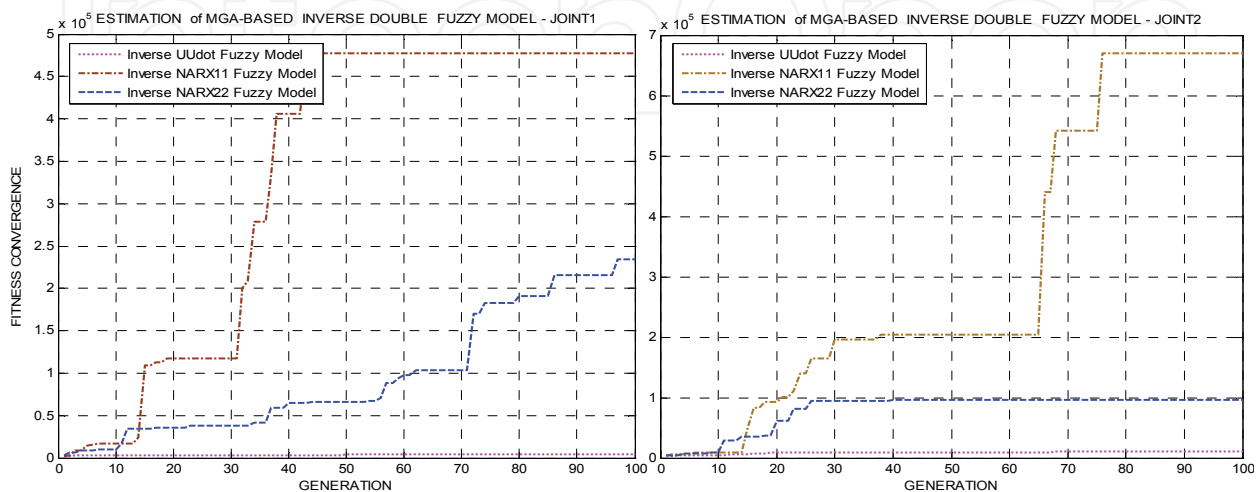 x 10⁵ ESTIMATION of MGA-BASED INVERSE DOUBLE FUZZY MODEL - JOINT1
Inverse UUdot Fuzzy Model
Inverse NARX11 Fuzzy Model
Inverse NARX22 Fuzzy Model
5
4.5
4
3.5
3
2.5
2
1.5
1
0.5
0
FITNESS CONVERGENCE
0 10 20 30 40 50 60 70 80 90 100
GENERATION
x 10⁵ ESTIMATION of MGA-BASED INVERSE DOUBLE FUZZY MODEL - JOINT2
Inverse UUdot Fuzzy Model
Inverse NARX11 Fuzzy Model
Inverse NARX22 Fuzzy Model
7
6
5
4
3
2
1
0
0 10 20 30 40 50 60 70 80 90 100
GENERATION